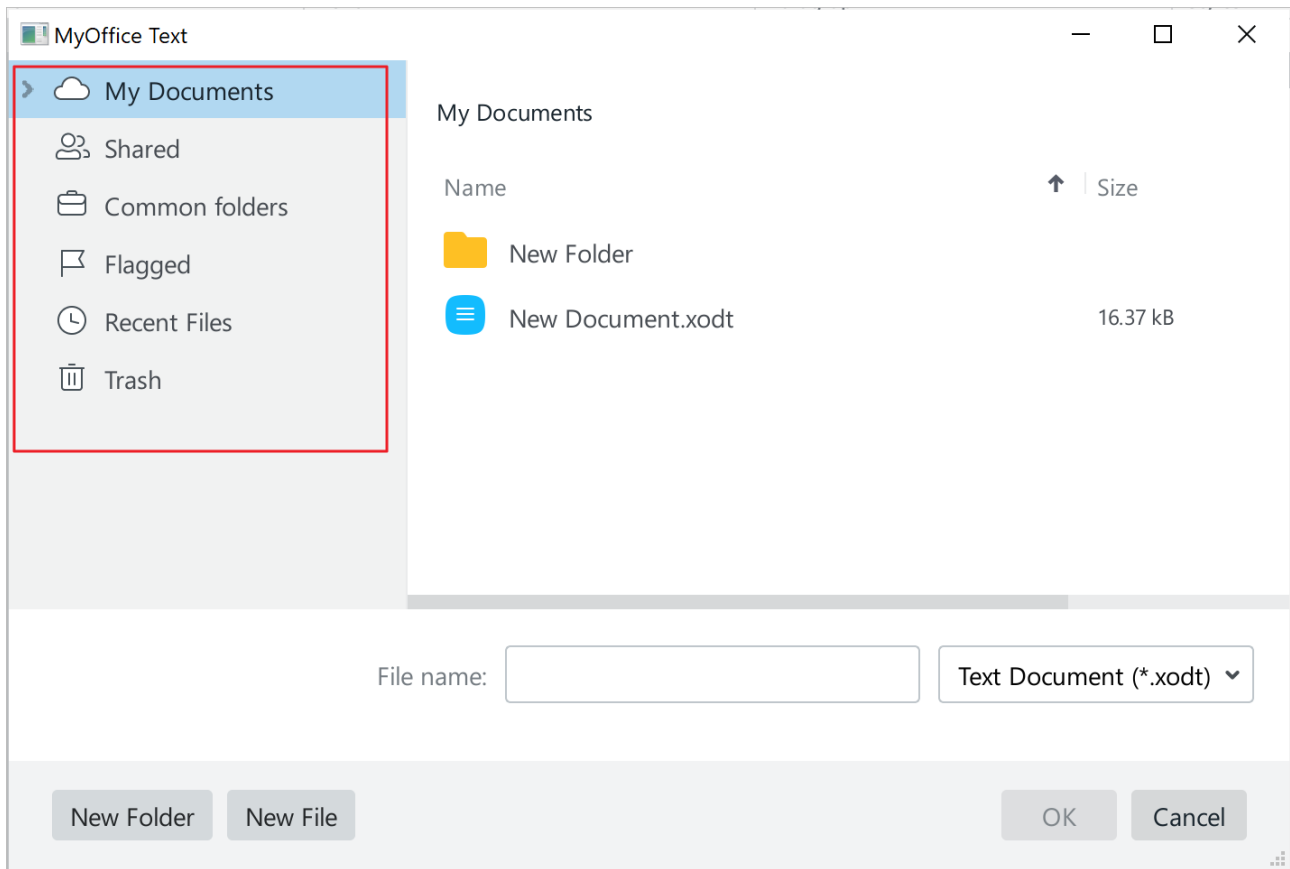 MyOffice Text
My Documents
Shared
Common folders
Flagged
Recent Files
Trash
My Documents
Name Size
New Folder
New Document.xodt 16.37 kB
File name: Text Document (*.xodt)
New Folder New File OK Cancel